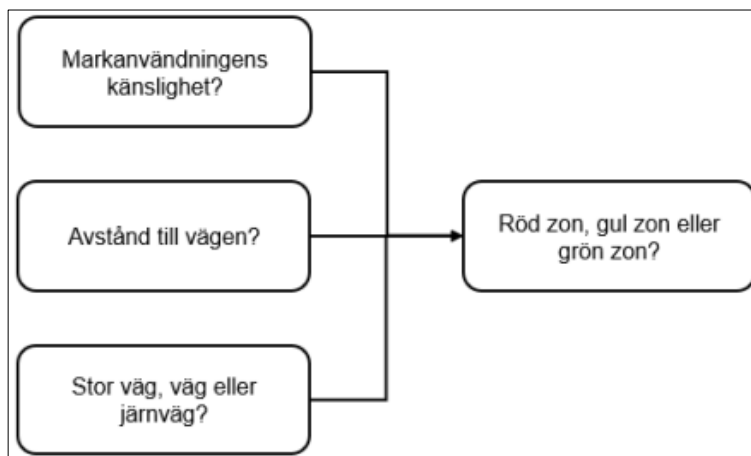 Markanvändningens
känslighet?
Avstånd till vägen?
Stor väg, väg eller
järnväg?
Röd zon, gul zon eller
grön zon?